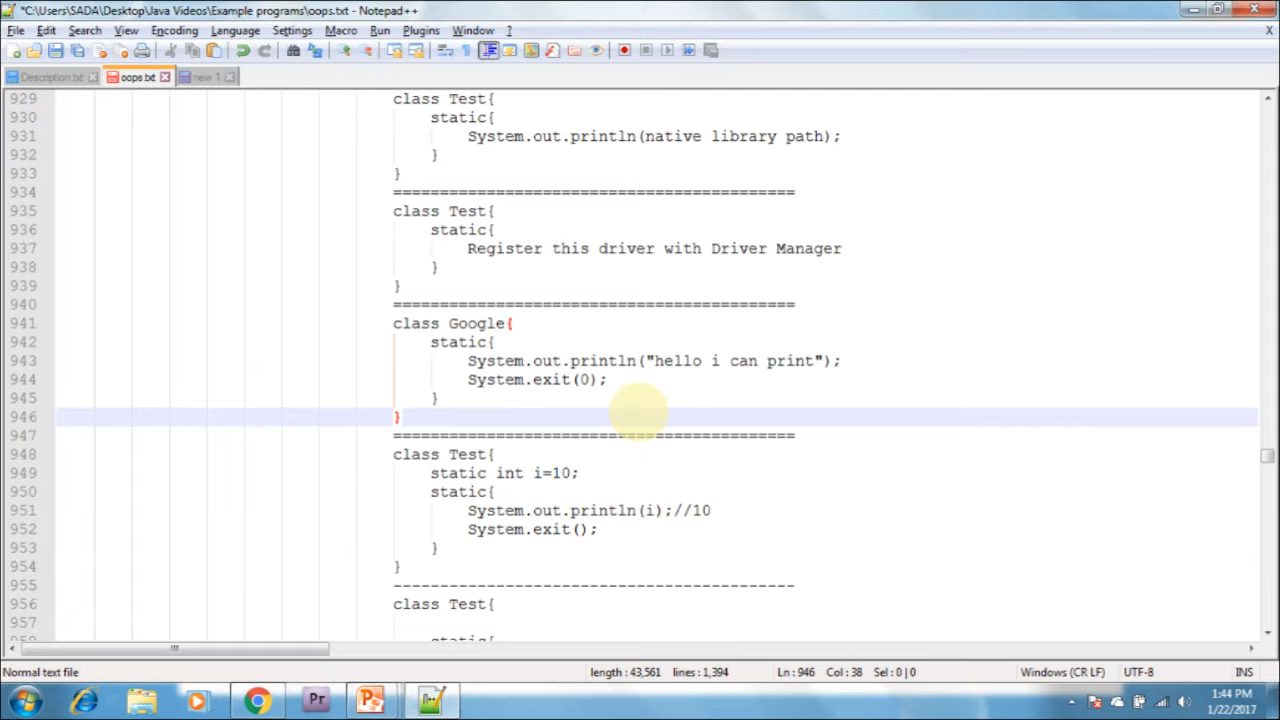 *C:\Users\SADA\Desktop\Java Videos\Example programs\oops.txt - Notepad++
File Edit Search View Encoding Language Settings Macro Run Plugins Window ? X
Description.txt oops.txt new 1
929 class Test{
930 static{
931 System.out.println(native library path);
932 }
933 }
934 ===========================================
935 class Test{
936 static{
937 Register this driver with Driver Manager
938 }
939 }
940 ===========================================
941 class Google{
942 static{
943 System.out.println("hello i can print");
944 System.exit(0);
945 }
946 }
947 ===========================================
948 class Test{
949 static int i=10;
950 static{
951 System.out.println(i);//10
952 System.exit();
953 }
954 }
955 -------------------------------------------
956 class Test{
957
958 static{
Normal text file length : 43,561 lines : 1,394 Ln : 946 Col : 38 Sel : 0 | 0 Windows (CR LF) UTF-8 INS
Pr
1:44 PM
1/22/2017